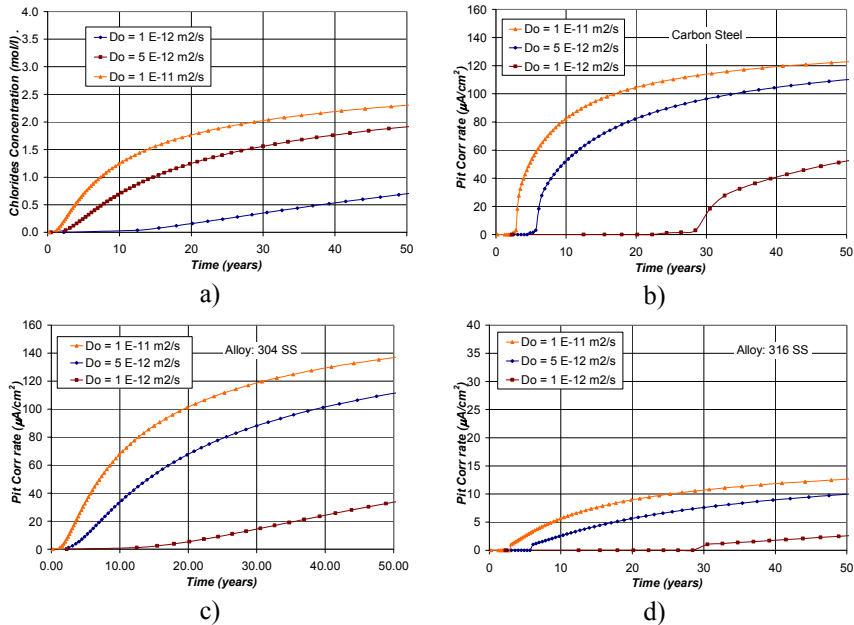 a)
Chlorides Concentration (mol/l) .
4.0
3.5
3.0
2.5
2.0
1.5
1.0
0.5
0.0
Do = 1 E-12 m2/s
Do = 5 E-12 m2/s
Do = 1 E-11 m2/s
0 10 20 30 40 50
Time (years)
b)
Pit Corr rate (µA/cm²)
160
140
120
100
80
60
40
20
0
Do = 1 E-11 m2/s
Do = 5 E-12 m2/s
Do = 1 E-12 m2/s
Carbon Steel
0 10 20 30 40 50
Time (years)
c)
Pit Corr rate (µA/cm²)
160
140
120
100
80
60
40
20
0
Do = 1 E-11 m2/s
Do = 5 E-12 m2/s
Do = 1 E-12 m2/s
Alloy: 304 SS
0.00 10.00 20.00 30.00 40.00 50.00
Time (years)
d)
Pit Corr rate (µA/cm²)
40
35
30
25
20
15
10
5
0
Do = 1 E-11 m2/s
Do = 5 E-12 m2/s
Do = 1 E-12 m2/s
Alloy: 316 SS
0 10 20 30 40 50
Time (years)